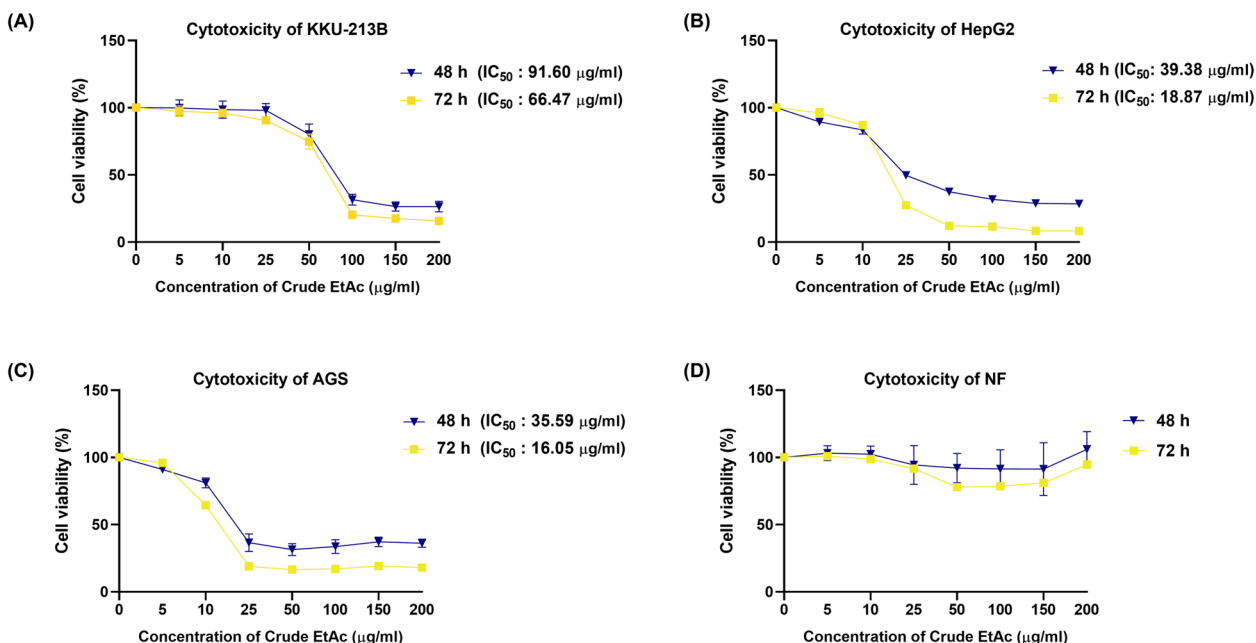 (A)
Cytotoxicity of KKU-213B
48 h (IC50 : 91.60 µg/ml)
72 h (IC50 : 66.47 µg/ml)
Cell viability (%)
150
100
50
0
0 5 10 25 50 100 150 200
Concentration of Crude EtAc (µg/ml)
(B)
Cytotoxicity of HepG2
48 h (IC50: 39.38 µg/ml)
72 h (IC50: 18.87 µg/ml)
Cell viability (%)
150
100
50
0
0 5 10 25 50 100 150 200
Concentration of Crude EtAc (µg/ml)
(C)
Cytotoxicity of AGS
48 h (IC50 : 35.59 µg/ml)
72 h (IC50 : 16.05 µg/ml)
Cell viability (%)
150
100
50
0
0 5 10 25 50 100 150 200
Concentration of Crude EtAc (µg/ml)
(D)
Cytotoxicity of NF
48 h
72 h
Cell viability (%)
150
100
50
0
0 5 10 25 50 100 150 200
Concentration of Crude EtAc (µg/ml)